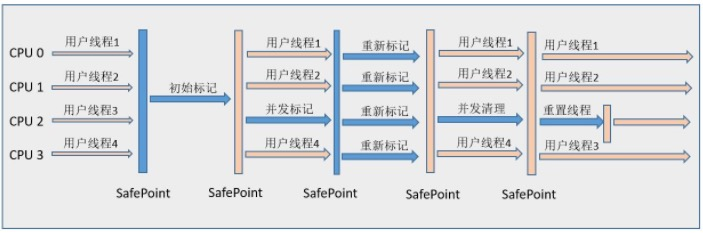 用户线程1 用户线程1 重新标记 用户线程1 用户线程1
CPU 0
用户线程2 初始标记 用户线程2 重新标记 用户线程2 用户线程2
CPU 1
用户线程3 并发标记 重新标记 并发清理 重置线程
CPU 2
用户线程4 用户线程4 重新标记 用户线程4 用户线程3
CPU 3
SafePoint SafePoint SafePoint SafePoint SafePoint